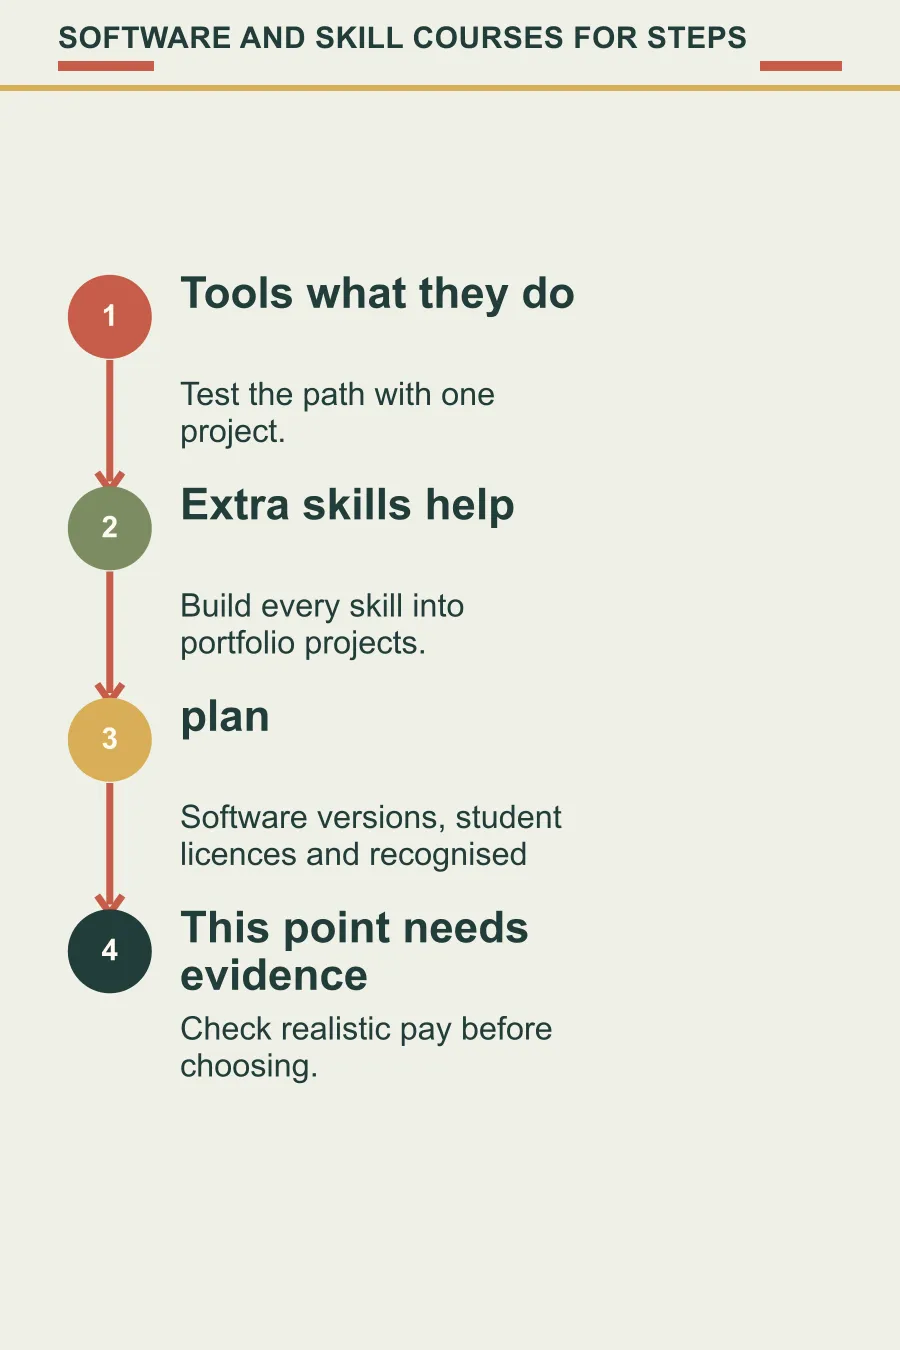 SOFTWARE AND SKILL COURSES FOR STEPS
1
Tools what they do
Test the path with one
project.
2
Extra skills help
Build every skill into
portfolio projects.
3
plan
Software versions, student
licences and recognised
4
This point needs
evidence
Check realistic pay before
choosing.